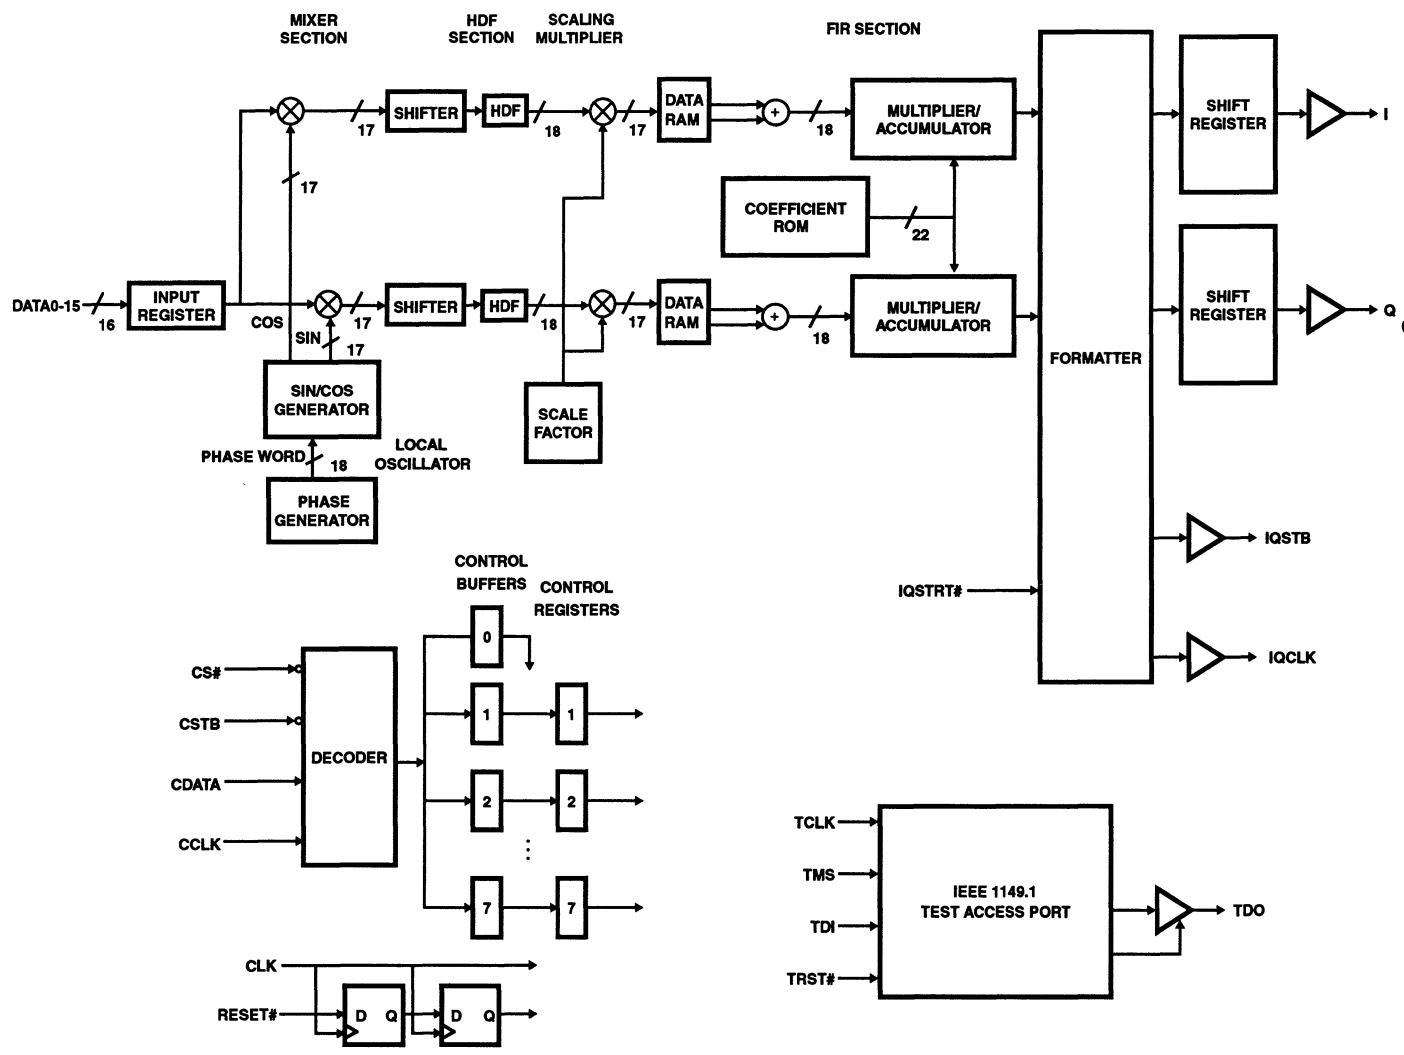 MIXER
SECTION
HDF
SECTION
SCALING
MULTIPLIER
FIR SECTION
17
SHIFTER
HDF
18
17
DATA
RAM
+
18
MULTIPLIER/
ACCUMULATOR
SHIFT
REGISTER
I
17
COEFFICIENT
ROM
22
DATA0-15
16
INPUT
REGISTER
COS
SIN
17
17
SHIFTER
HDF
18
17
DATA
RAM
+
18
MULTIPLIER/
ACCUMULATOR
FORMATTER
SHIFT
REGISTER
Q
SIN/COS
GENERATOR
SCALE
FACTOR
PHASE WORD
18
LOCAL
OSCILLATOR
PHASE
GENERATOR
IQSTB
IQSTRT#
IQCLK
CONTROL
BUFFERS
CONTROL
REGISTERS
0
CS#
CSTB
CDATA
CCLK
DECODER
1
1
2
2
7
7
CLK
RESET#
D Q
D Q
TCLK
TMS
TDI
TRST#
IEEE 1149.1
TEST ACCESS PORT
TDO